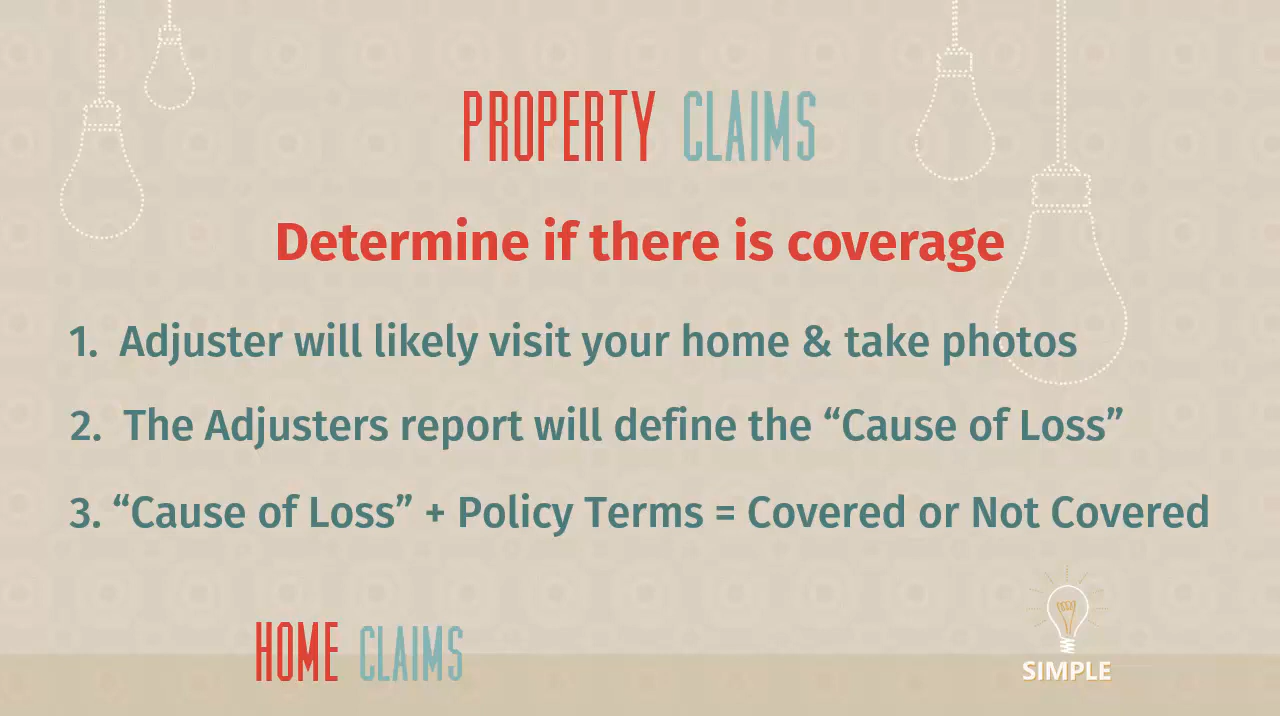 PROPERTY CLAIMS
Determine if there is coverage
1. Adjuster will likely visit your home & take photos
2. The Adjusters report will define the “Cause of Loss”
3. “Cause of Loss” + Policy Terms = Covered or Not Covered
HOME CLAIMS
SIMPLE